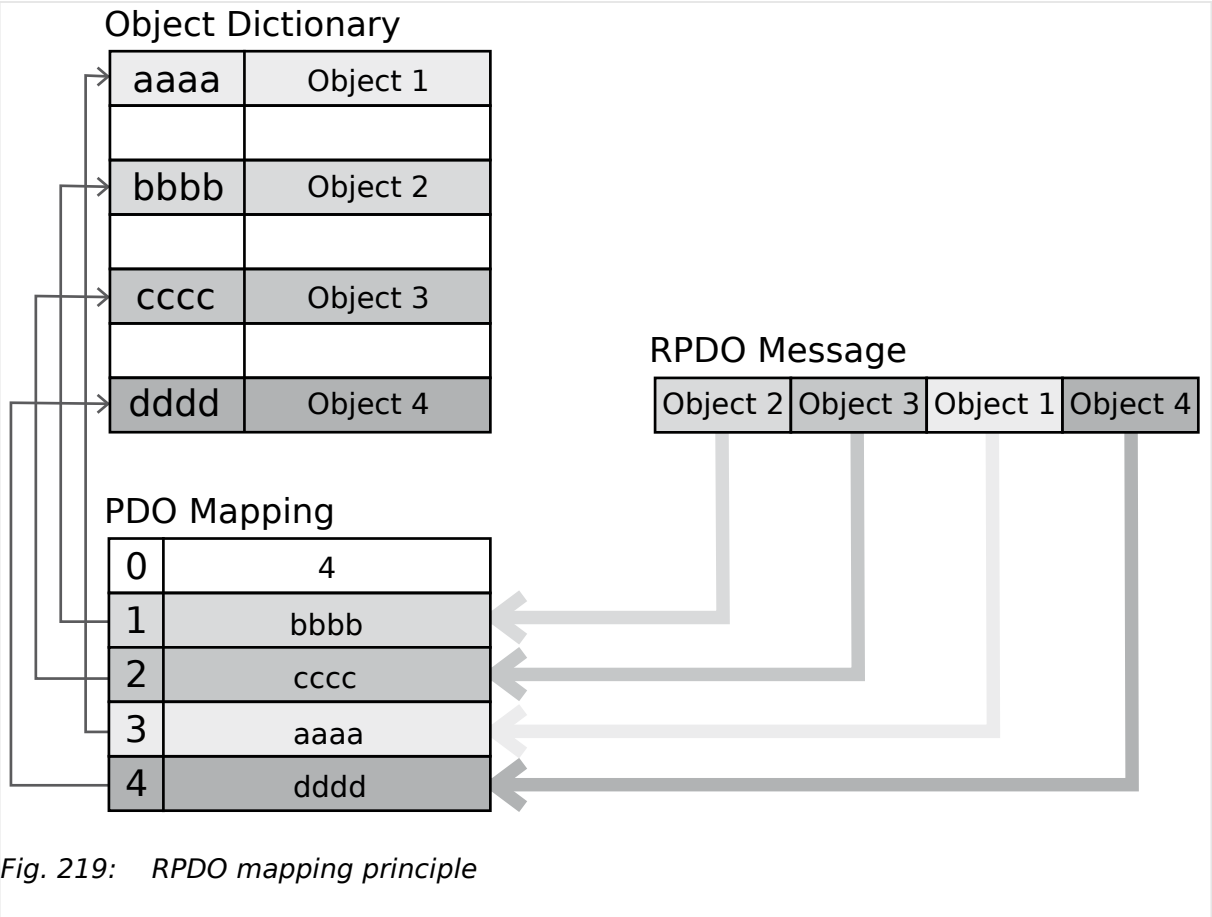 Object Dictionary
aaaa Object 1
bbbb Object 2
cccc Object 3
dddd Object 4
RPDO Message
Object 2 Object 3 Object 1 Object 4
PDO Mapping
0 4
1 bbbb
2 cccc
3 aaaa
4 dddd
Fig. 219: RPDO mapping principle